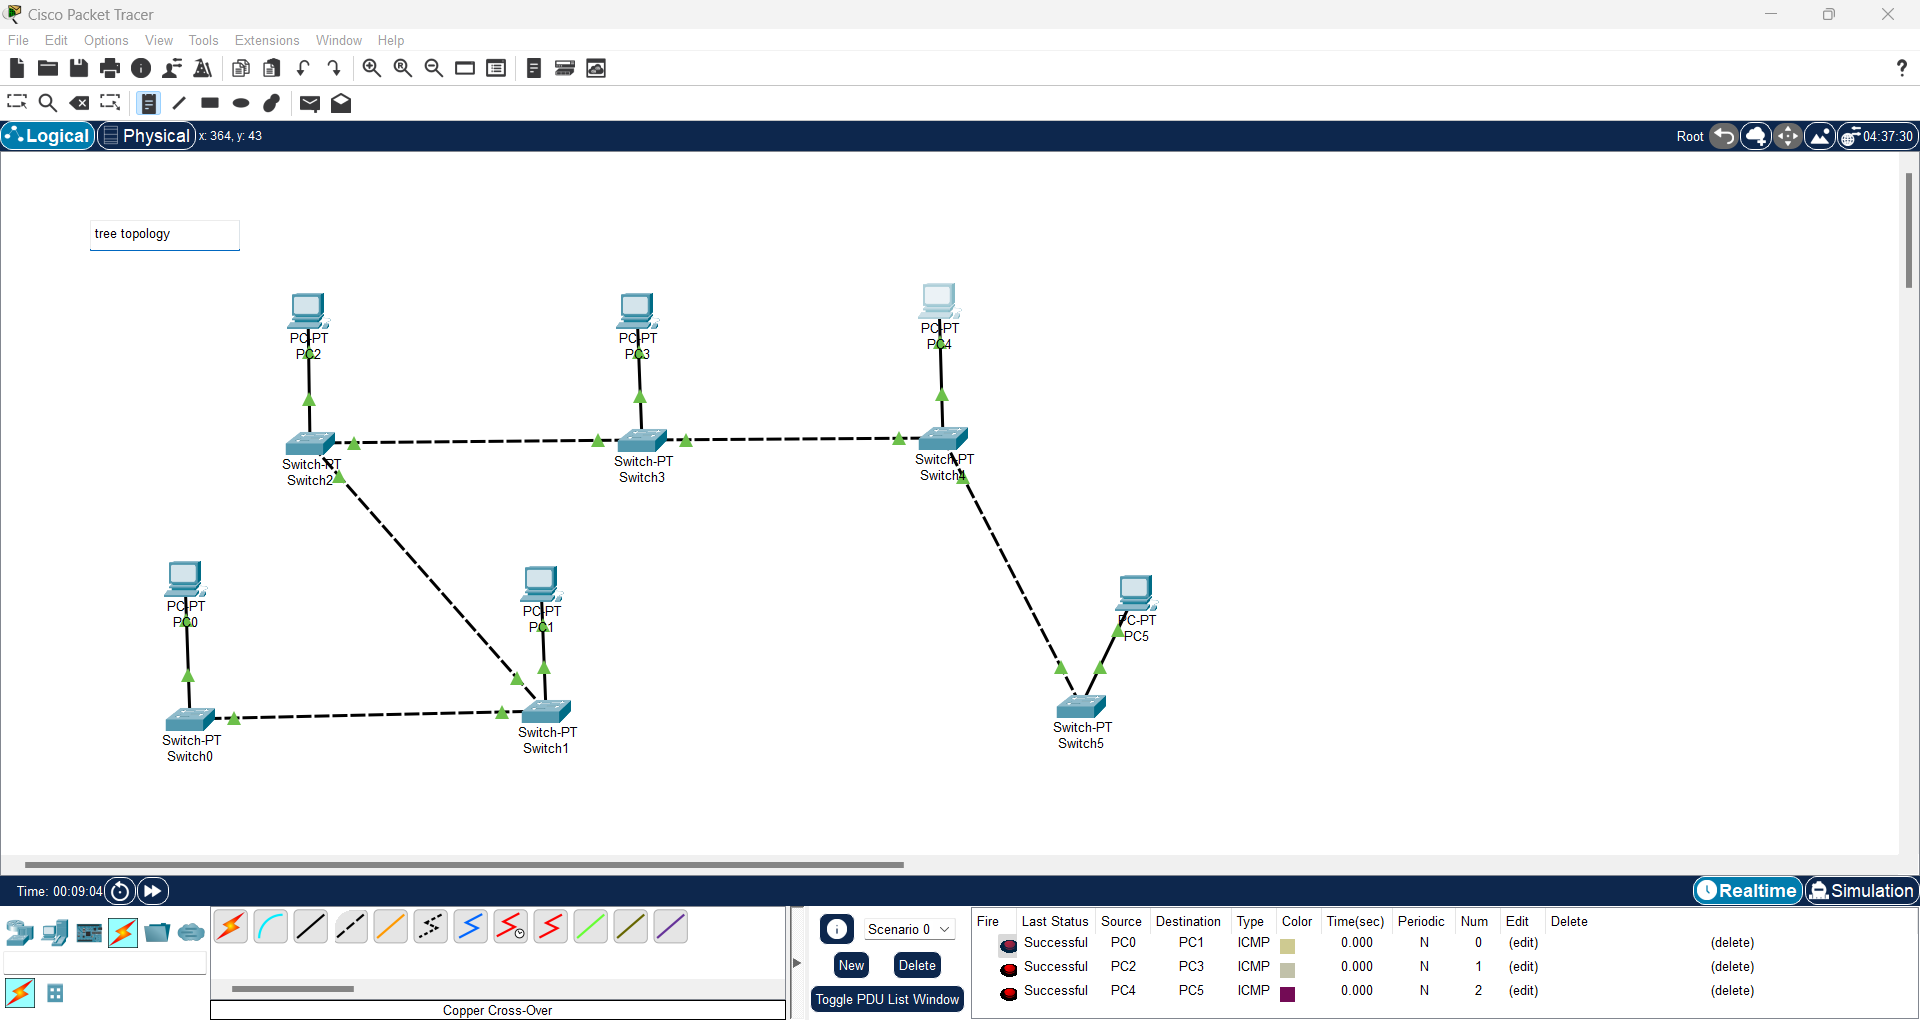 Cisco Packet Tracer
File Edit Options View Tools Extensions Window Help
Logical Physical x: 364, y: 43 Root 04:37:30
tree topology
PC-PT
PC2
PC-PT
PC3
PC-PT
PC4
Switch-PT
Switch2
Switch-PT
Switch3
Switch-PT
Switch4
PC-PT
PC0
PC-PT
PC1
PC-PT
PC5
Switch-PT
Switch0
Switch-PT
Switch1
Switch-PT
Switch5
Time: 00:09:04 Realtime Simulation
Copper Cross-Over
Scenario 0
New Delete
Toggle PDU List Window
Fire Last Status Source Destination Type Color Time(sec) Periodic Num Edit Delete
Successful PC0 PC1 ICMP 0.000 N 0 (edit) (delete)
Successful PC2 PC3 ICMP 0.000 N 1 (edit) (delete)
Successful PC4 PC5 ICMP 0.000 N 2 (edit) (delete)